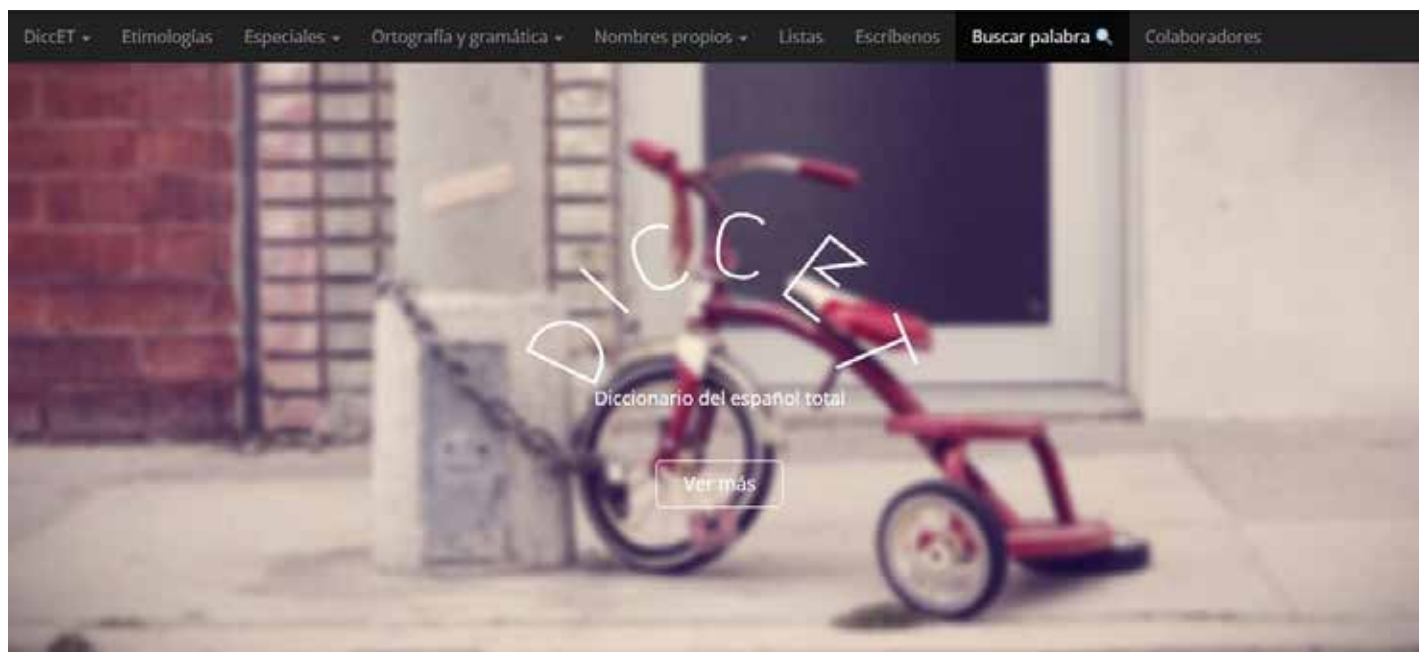 DiccET Etimologías Especiales Ortografía y gramática Nombres propios Listas Escríbenos Buscar palabra Colaboradores
DICCET
Diccionario del español total
Ver más